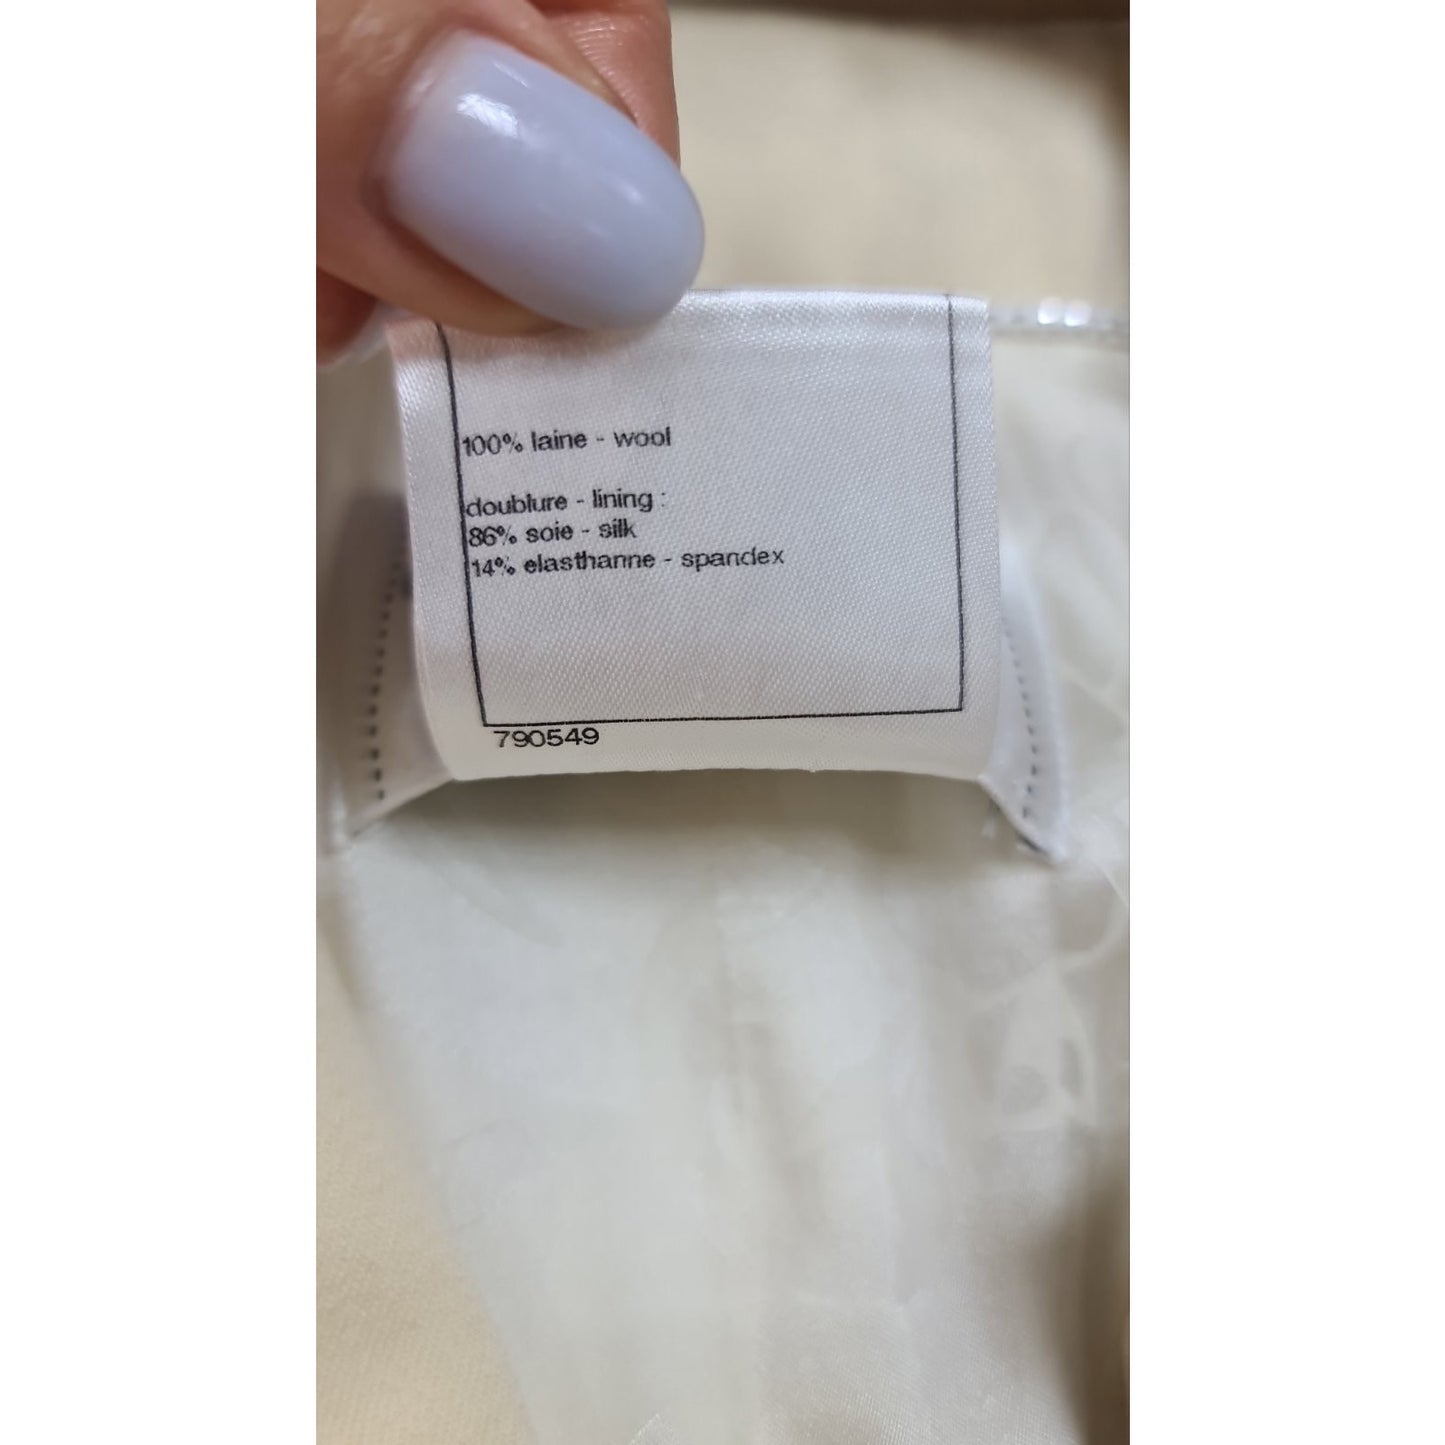 100% laine - wool
doublure - lining :
86% soie - silk
14% elasthanne - spandex
790549